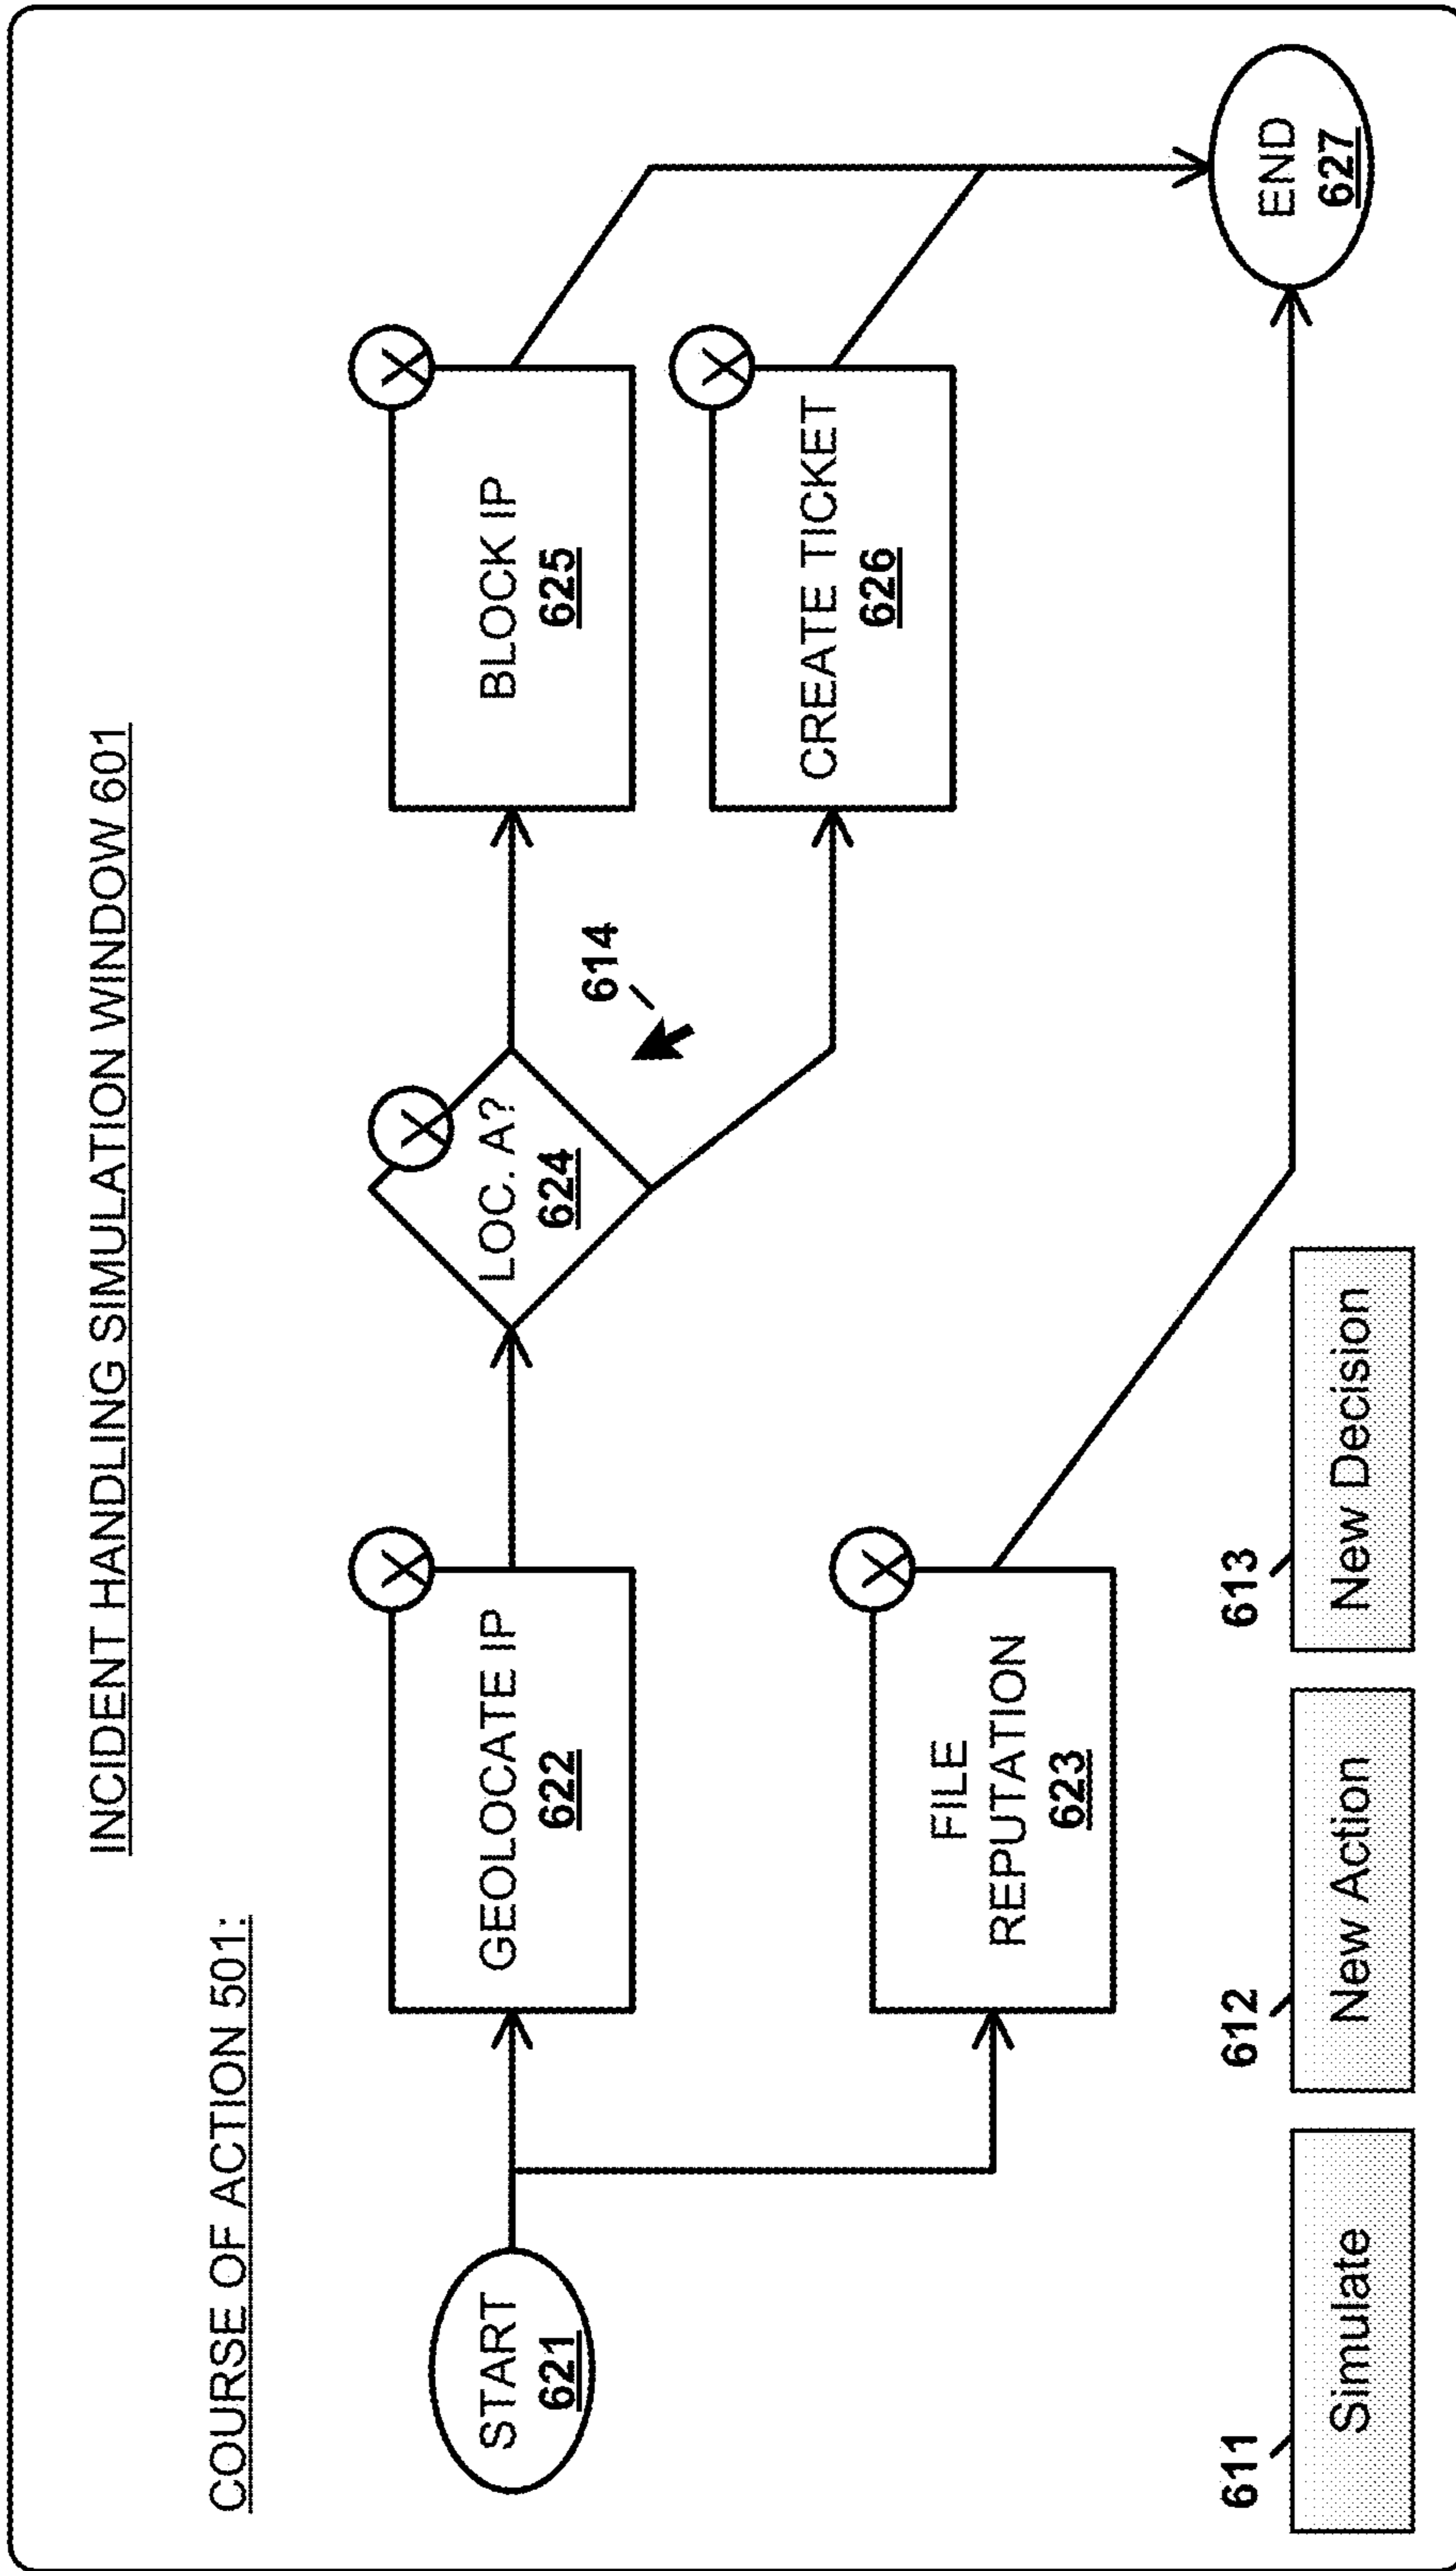 INCIDENT HANDLING SIMULATION WINDOW 601
COURSE OF ACTION 501:
START
621
GEOLOCATE IP
622
X
LOC. A?
624
X
BLOCK IP
625
X
614
FILE
REPUTATION
623
X
CREATE TICKET
626
X
END
627
611
Simulate
612
New Action
613
New Decision